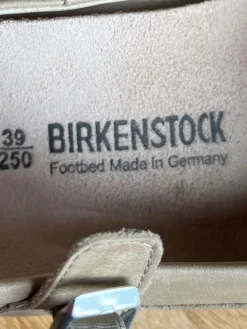 39
250
BIRKENSTOCK
Footbed Made In Germany